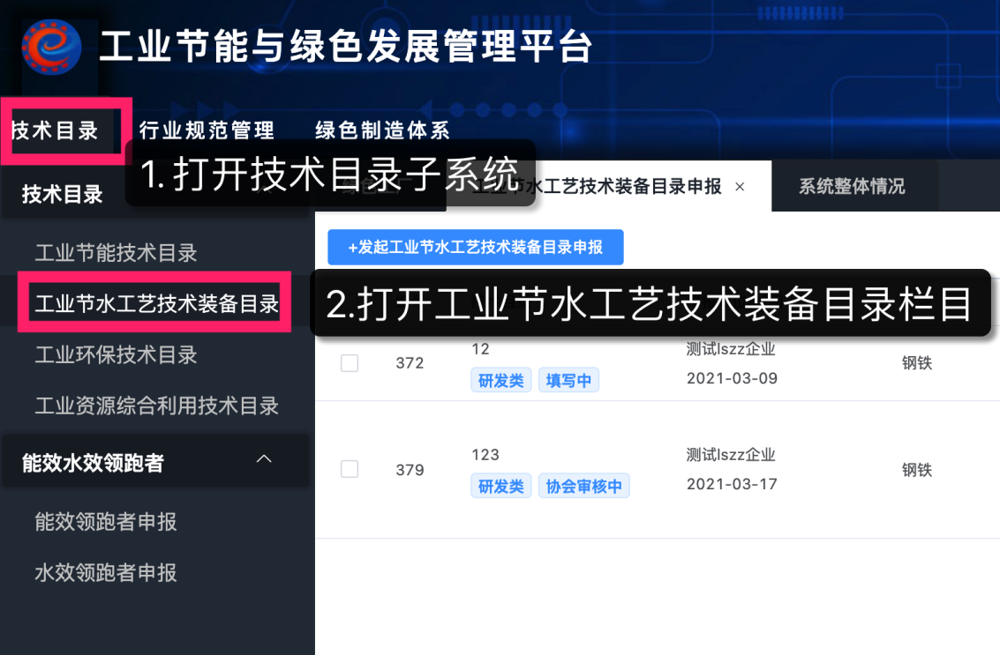 工业节能与绿色发展管理平台
技术目录
行业规范管理
绿色制造体系
1.打开技术目录子系统
技术目录
工业节水工艺技术装备目录申报 ×
系统整体情况
工业节能技术目录
+发起工业节水工艺技术装备目录申报
工业节水工艺技术装备目录
2.打开工业节水工艺技术装备目录栏目
工业环保技术目录
372
12
研发类
填写中
测试lszz企业
2021-03-09
钢铁
工业资源综合利用技术目录
能效水效领跑者
379
123
研发类
协会审核中
测试lszz企业
2021-03-17
钢铁
能效领跑者申报
水效领跑者申报